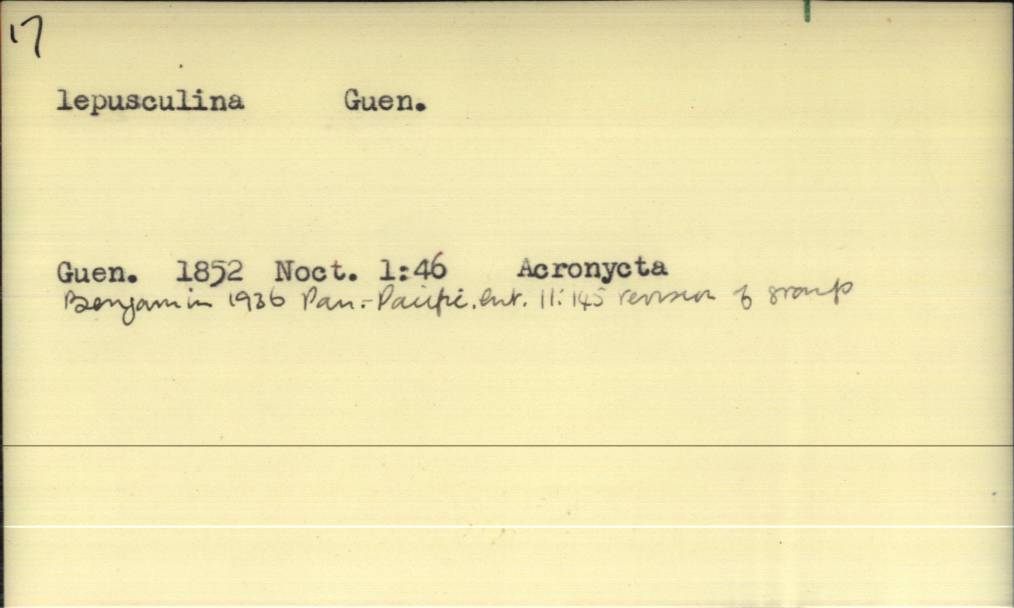 17
lepusculina Guen.
Guen. 1852 Noct. 1:46 Acronycta
Benjamin 1936 Pan.-Pacific. Ent. 11:145 revision of group